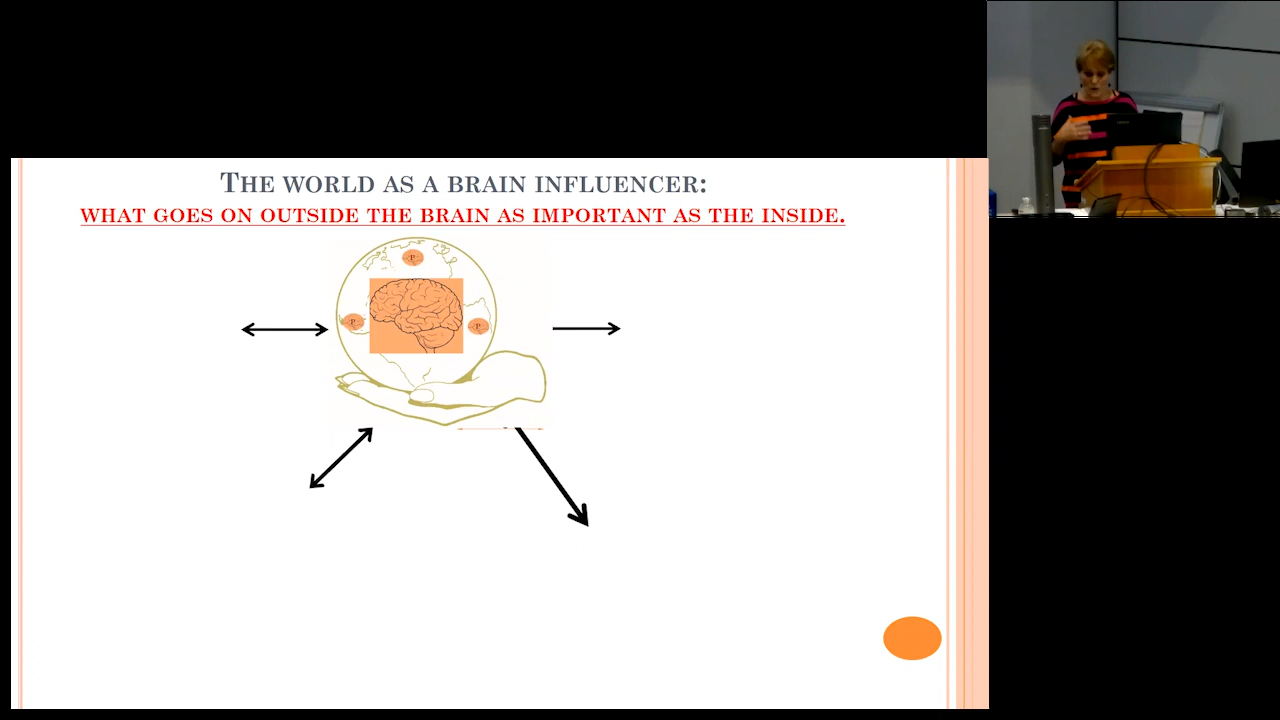 THE WORLD AS A BRAIN INFLUENCER:
WHAT GOES ON OUTSIDE THE BRAIN AS IMPORTANT AS THE INSIDE.
P
P
P